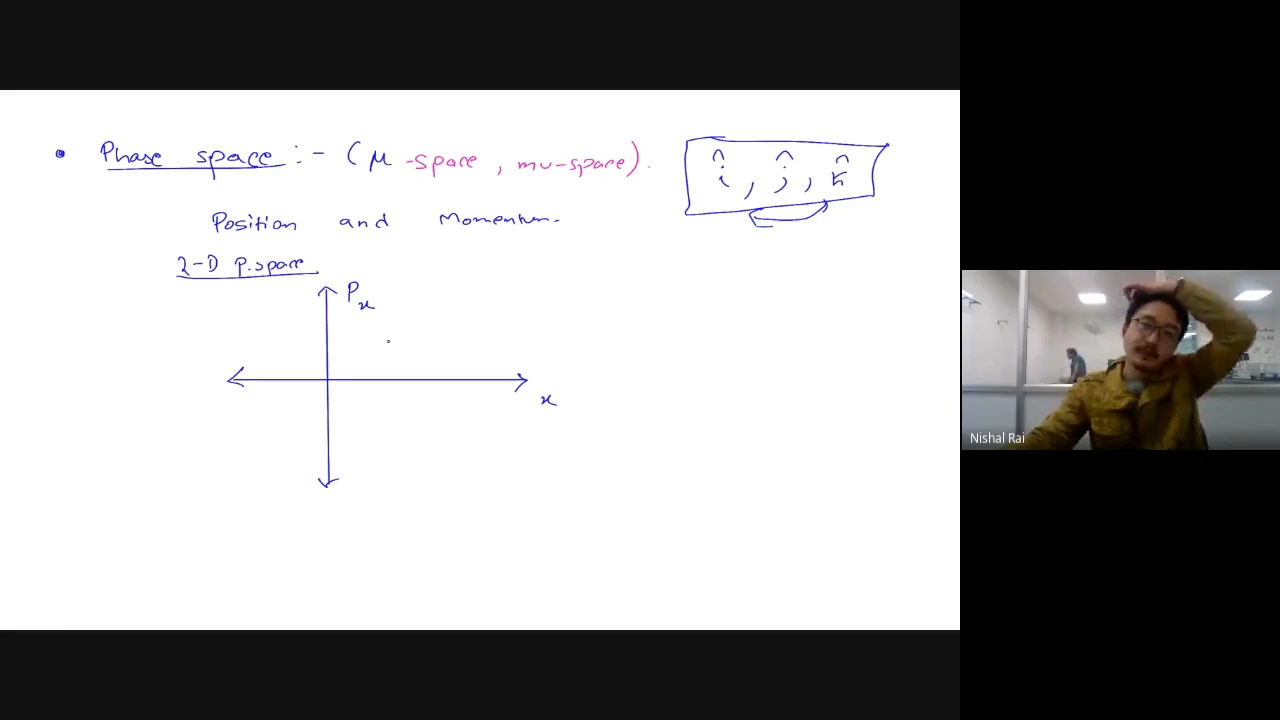 • Phase space :- (μ -space, mu-space).
î, ĵ, k̂
Position and Momentum.
2-D p.space
Px
x
Nishal Rai